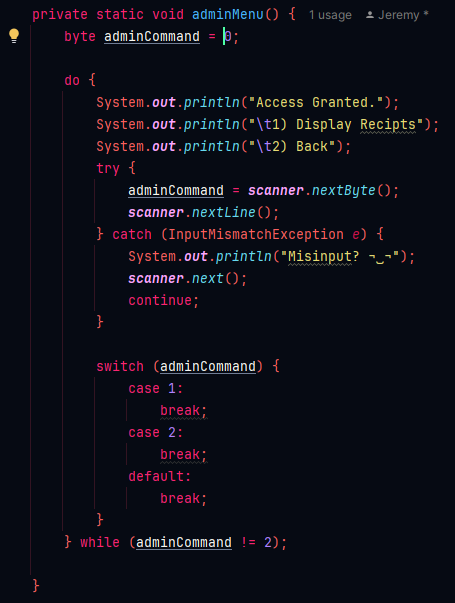 private static void adminMenu() { 1 usage Jeremy *
    byte adminCommand = 0;

    do {
        System.out.println("Access Granted.");
        System.out.println("\t1) Display Recipts");
        System.out.println("\t2) Back");
        try {
            adminCommand = scanner.nextByte();
            scanner.nextLine();
        } catch (InputMismatchException e) {
            System.out.println("Misinput? ¬_¬");
            scanner.next();
            continue;
        }

        switch (adminCommand) {
            case 1:
                break;
            case 2:
                break;
            default:
                break;
        }
    } while (adminCommand != 2);

}